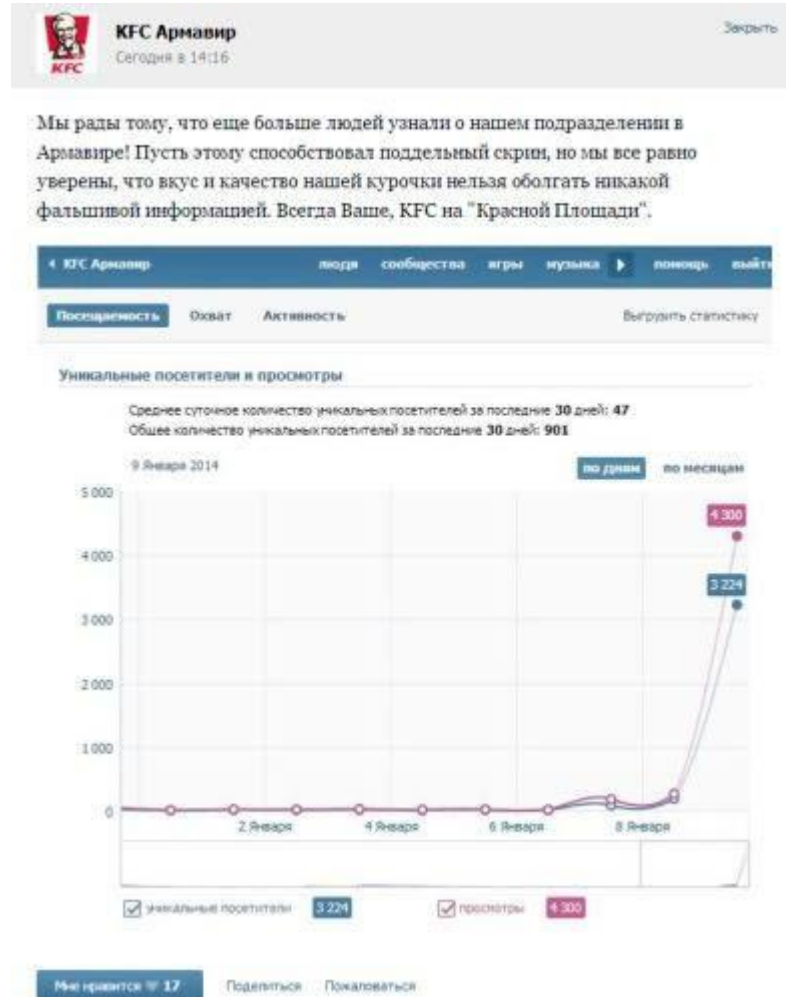 KFC Армавир
Закрыть
Сегодня в 14:16
KFC
Мы рады тому, что еще больше людей узнали о нашем подразделении в
Армавире! Пусть этому способствовал поддельный скрин, но мы все равно
уверены, что вкус и качество нашей курочки нельзя оболгать никакой
фальшивой информацией. Всегда Ваше, KFC на "Красной Площади".
KFC Армавир люди сообщества игры музыка помощь выйти
Посещаемость Охват Активность Выгрузить статистику
Уникальные посетители и просмотры
Среднее суточное количество уникальных посетителей за последние 30 дней: 47
Общее количество уникальных посетителей за последние 30 дней: 901
9 Января 2014 по дням по месяцам
5 000
4 300
4 000
3 224
3 000
2 000
1 000
0
2 Января 4 Января 6 Января 8 Января
уникальные посетители 3 224 просмотры 4 300
Мне нравится 17 Поделиться Пожаловаться